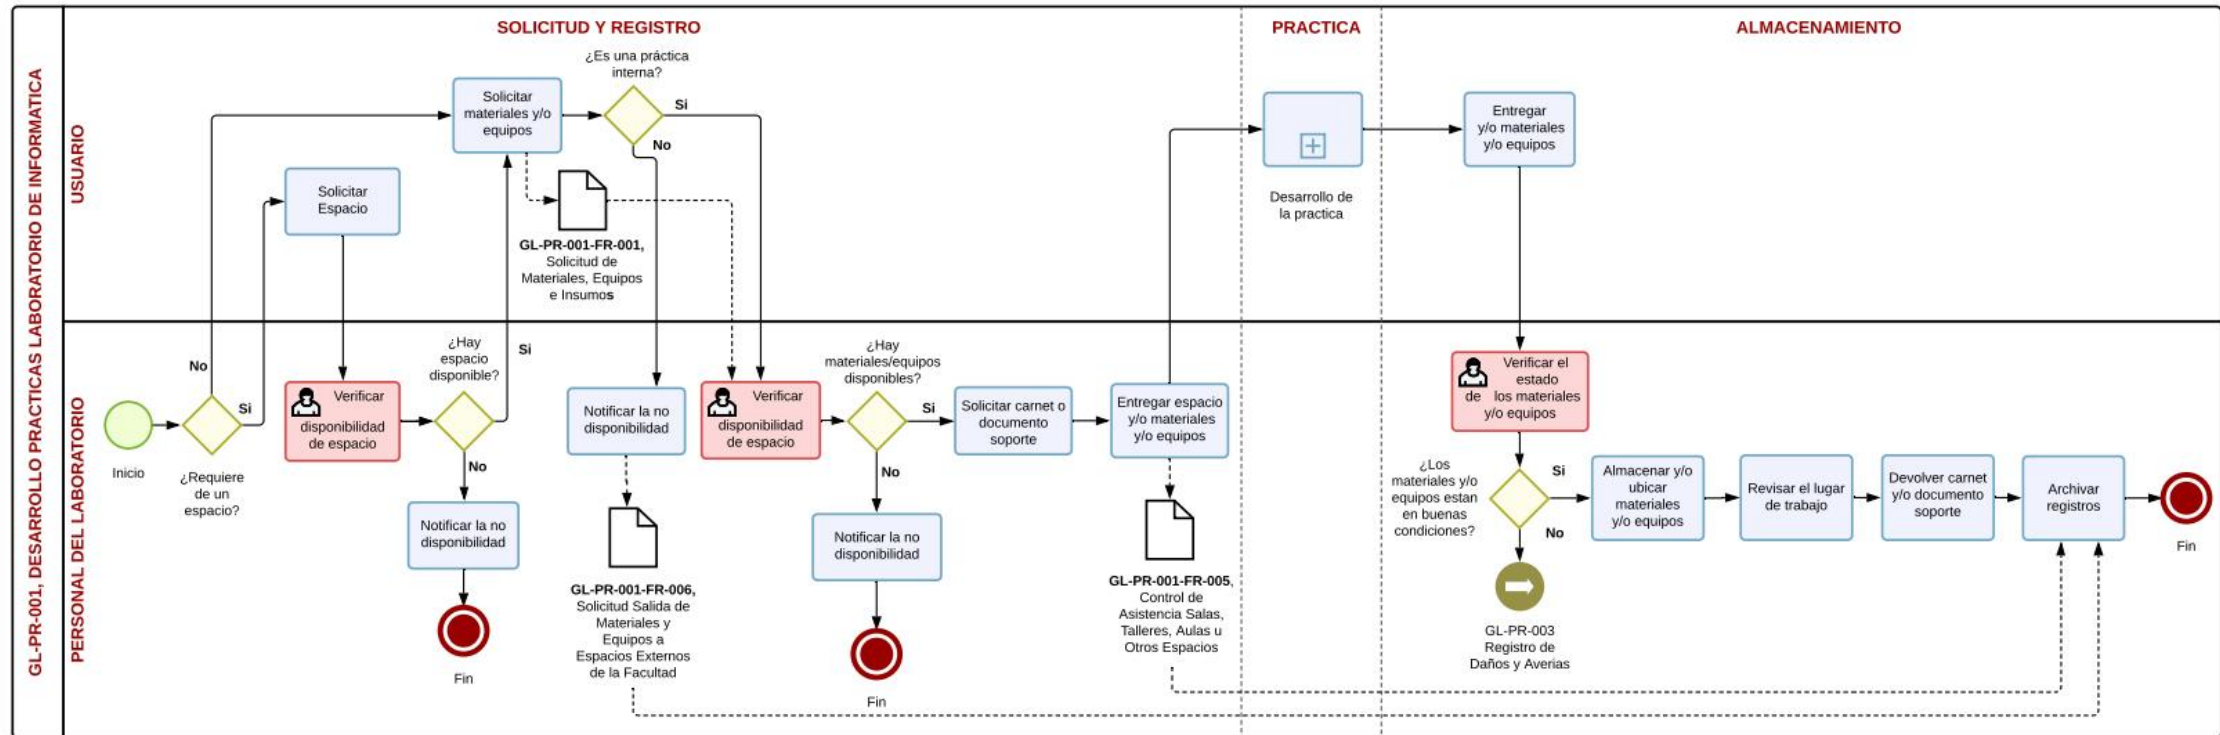 GL-PR-001, DESARROLLO PRACTICAS LABORATORIO DE INFORMATICA
SOLICITUD Y REGISTRO
PRACTICA
ALMACENAMIENTO
USUARIO
Solicitar
materiales y/o
equipos
¿Es una práctica
interna?
Si
No
Solicitar
Espacio
GL-PR-001-FR-001,
Solicitud de
Materiales, Equipos
e Insumos
Desarrollo de
la practica
Entregar
y/o materiales
y/o equipos
PERSONAL DEL LABORATORIO
Inicio
No
Si
¿Requiere
de un
espacio?
Verificar
disponibilidad
de espacio
¿Hay
espacio
disponible?
Si
No
Notificar la no
disponibilidad
Fin
Notificar la no
disponibilidad
GL-PR-001-FR-006,
Solicitud Salida de
Materiales y
Equipos a
Espacios Externos
de la Facultad
Verificar
disponibilidad
de espacio
¿Hay
materiales/equipos
disponibles?
Si
No
Notificar la no
disponibilidad
Fin
Solicitar carnet o
documento
soporte
Entregar espacio
y/o materiales
y/o equipos
GL-PR-001-FR-005,
Control de
Asistencia Salas,
Talleres, Aulas u
Otros Espacios
Verificar el
estado
de los materiales
y/o equipos
¿Los
materiales y/o
equipos estan
en buenas
condiciones?
Si
No
GL-PR-003
Registro de
Daños y Averias
Almacenar y/o
ubicar
materiales
y/o equipos
Revisar el lugar
de trabajo
Devolver carnet
y/o documento
soporte
Archivar
registros
Fin